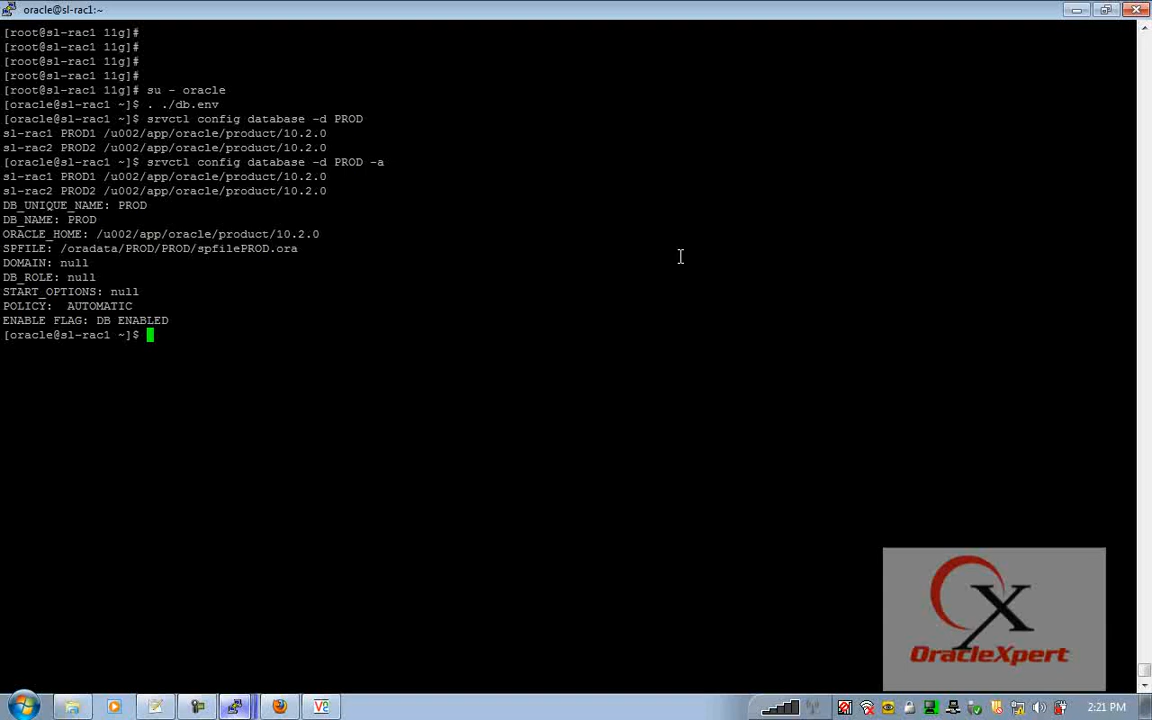 oracle@sl-rac1:~
[root@sl-rac1 11g]#
[root@sl-rac1 11g]#
[root@sl-rac1 11g]#
[root@sl-rac1 11g]#
[root@sl-rac1 11g]# su - oracle
[oracle@sl-rac1 ~]$ . ./db.env
[oracle@sl-rac1 ~]$ srvctl config database -d PROD
sl-rac1 PROD1 /u002/app/oracle/product/10.2.0
sl-rac2 PROD2 /u002/app/oracle/product/10.2.0
[oracle@sl-rac1 ~]$ srvctl config database -d PROD -a
sl-rac1 PROD1 /u002/app/oracle/product/10.2.0
sl-rac2 PROD2 /u002/app/oracle/product/10.2.0
DB_UNIQUE_NAME: PROD
DB_NAME: PROD
ORACLE_HOME: /u002/app/oracle/product/10.2.0
SPFILE: /oradata/PROD/PROD/spfilePROD.ora
DOMAIN: null
DB_ROLE: null
START_OPTIONS: null
POLICY:  AUTOMATIC
ENABLE FLAG: DB ENABLED
[oracle@sl-rac1 ~]$
OX
OraclExpert
V2
2:21 PM